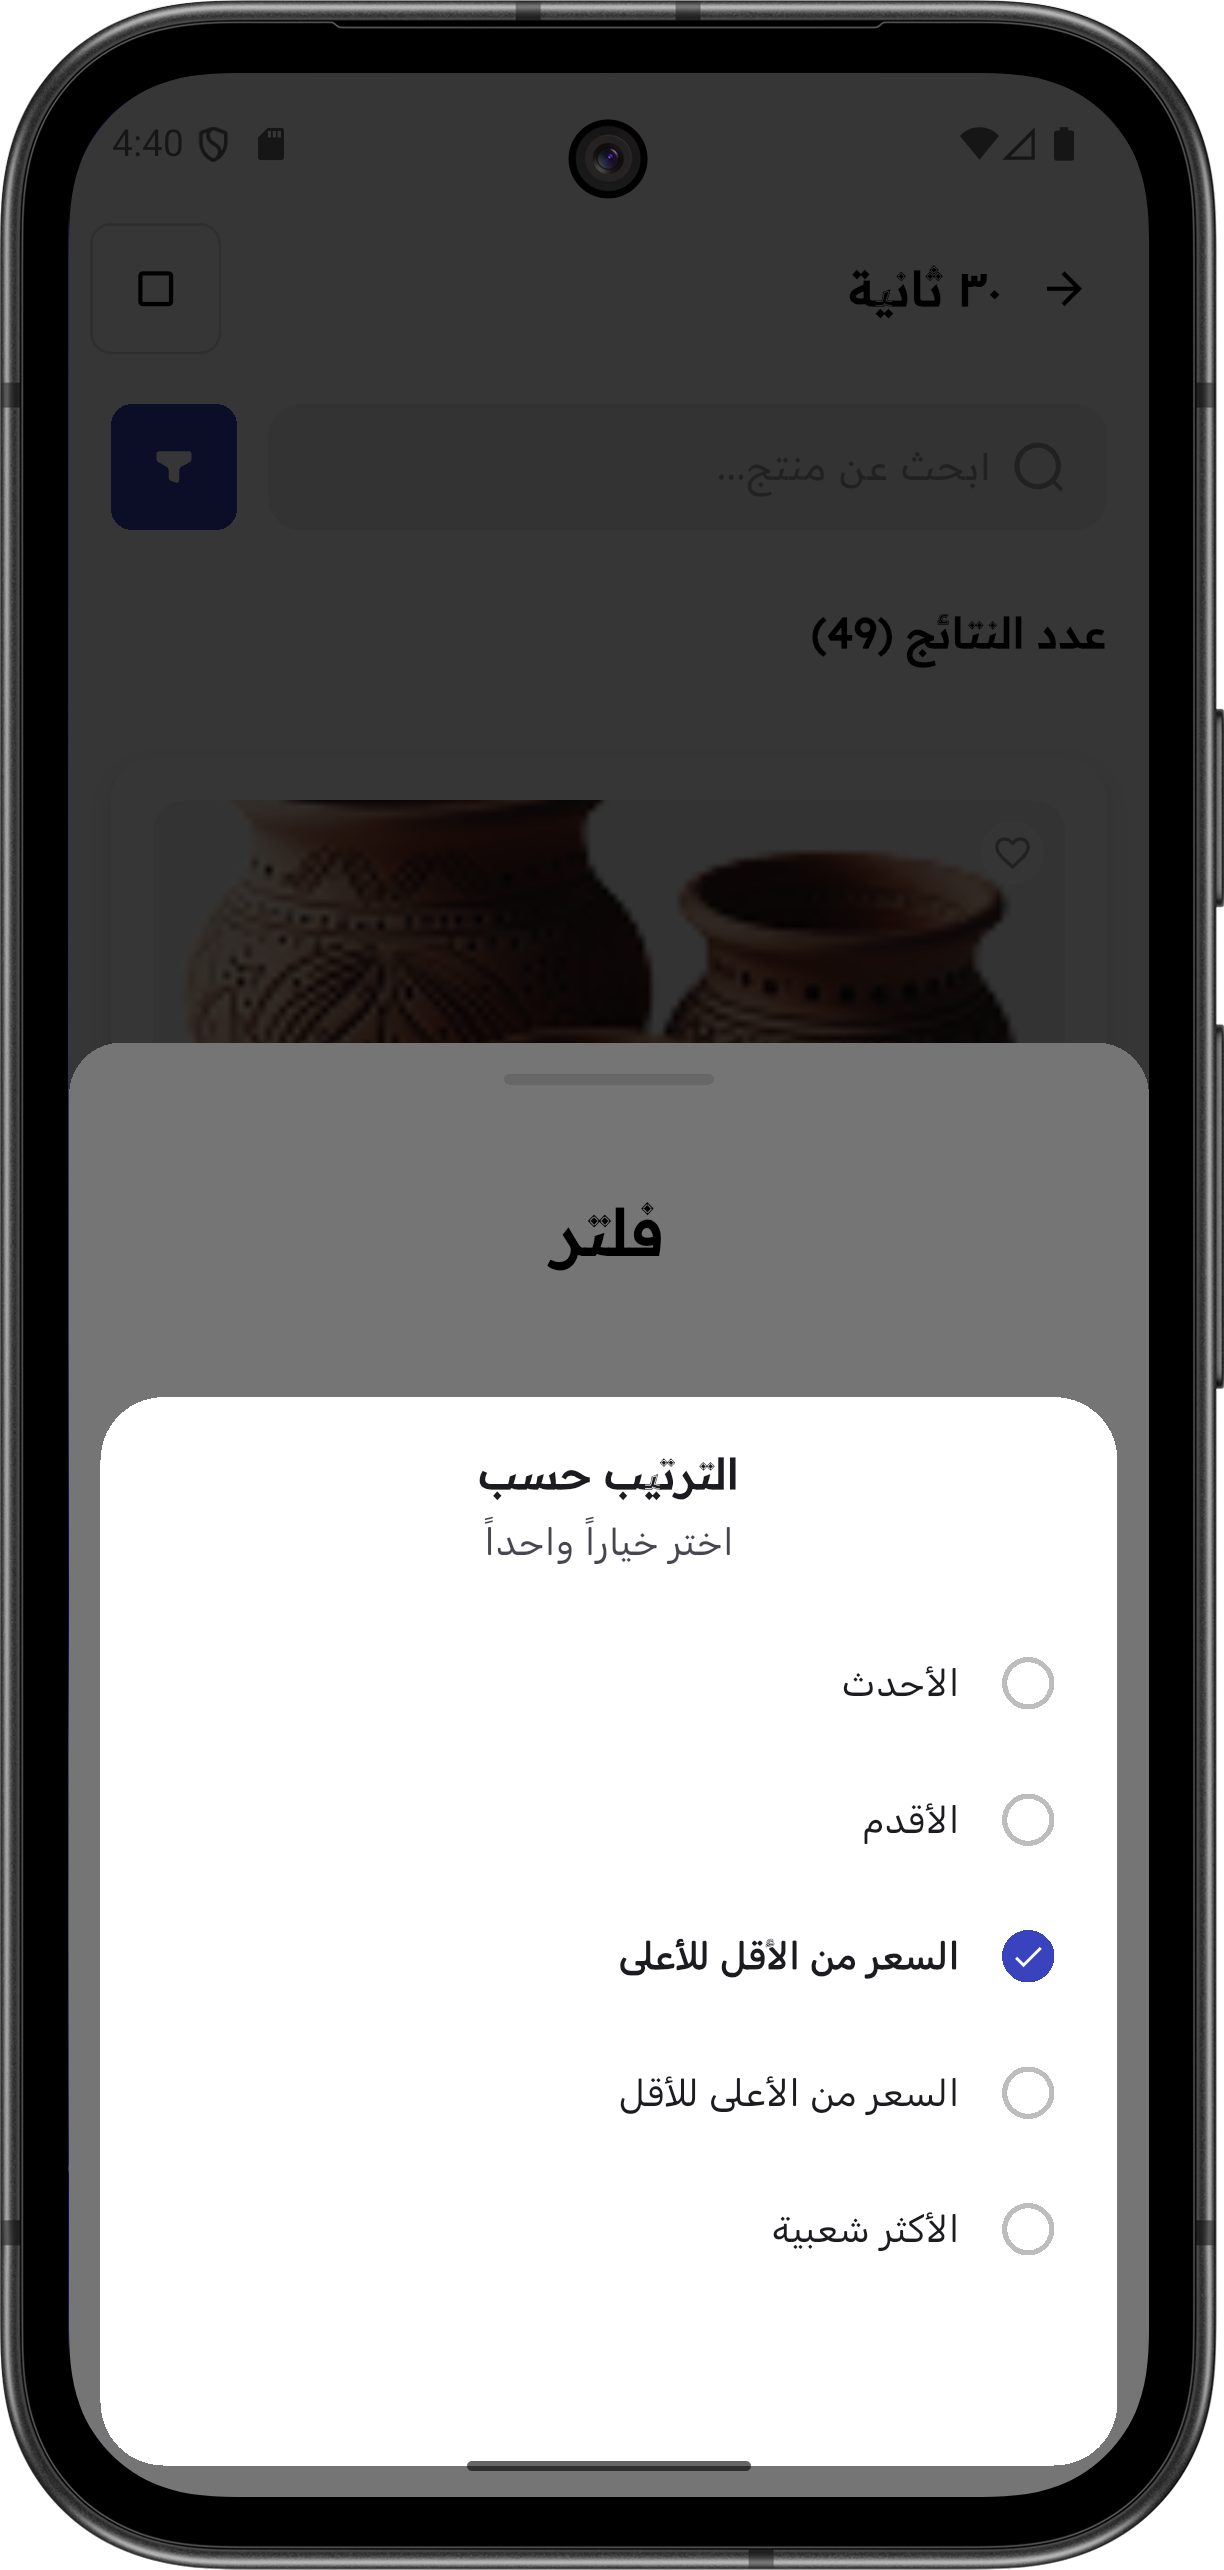 4:40
٣٠ ثانية
ابحث عن منتج...
عدد النتائج (49)
فلتر
الترتيب حسب
اختر خياراً واحداً
الأحدث
الأقدم
السعر من الأقل للأعلى
السعر من الأعلى للأقل
الأكثر شعبية